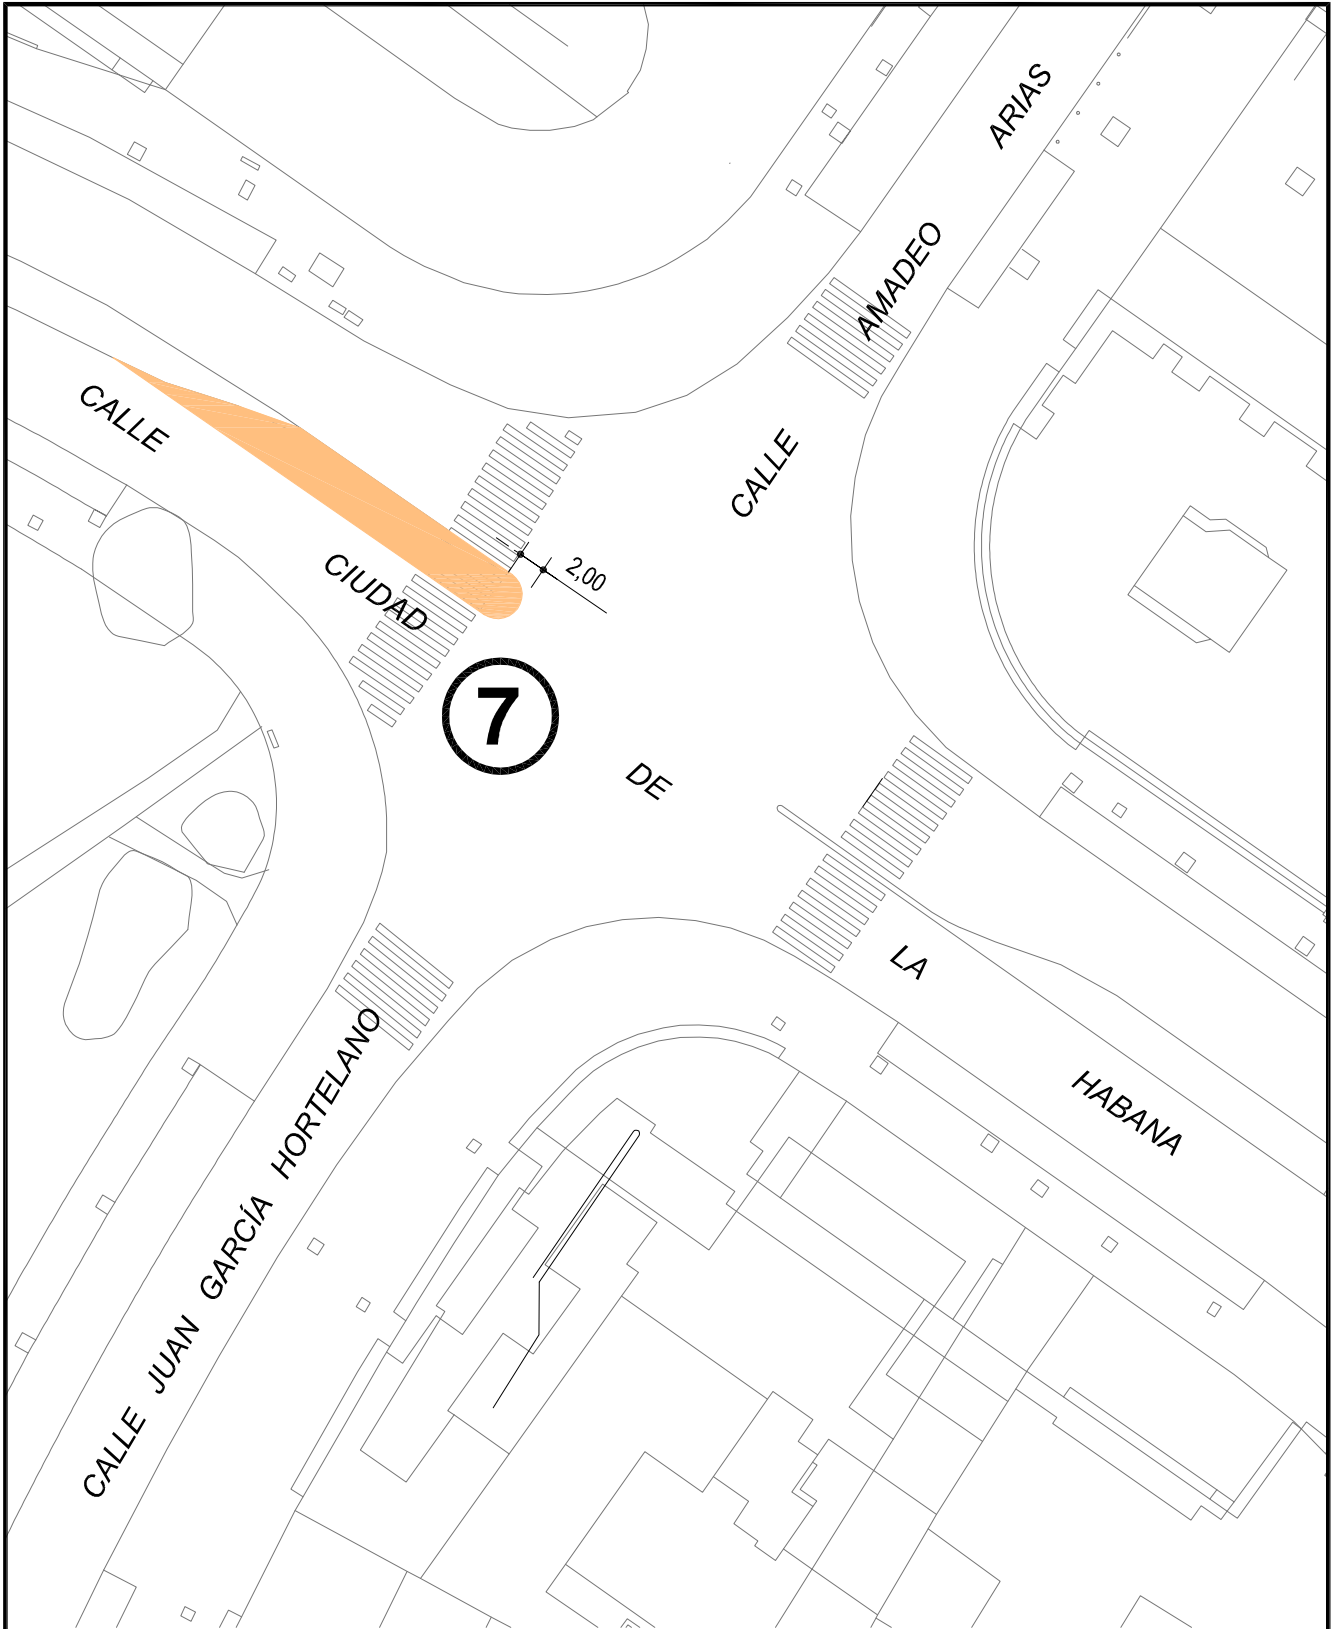 CALLE AMADEO ARIAS
CALLE CIUDAD DE LA HABANA
2,00
7
CALLE JUAN GARCÍA HORTELANO